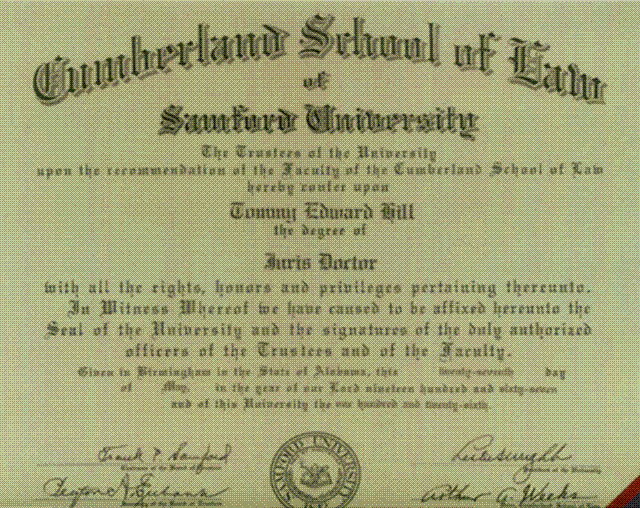 Cumberland School of Law
of
Samford University
The Trustees of the University
upon the recommendation of the Faculty of the Cumberland School of Law
hereby confer upon
Tommy Edward Hill
the degree of
Juris Doctor
with all the rights, honors and privileges pertaining thereunto.
In Witness Whereof we have caused to be affixed hereunto the
Seal of the University and the signatures of the duly authorized
officers of the Trustees and of the Faculty.
Given in Birmingham in the State of Alabama, this twenty-seventh day
of May, in the year of our Lord nineteen hundred and sixty-seven
and of this University the one hundred and twenty-sixth.
Frank P. Samford
Arthur A. Weeks
SAMFORD UNIVERSITY